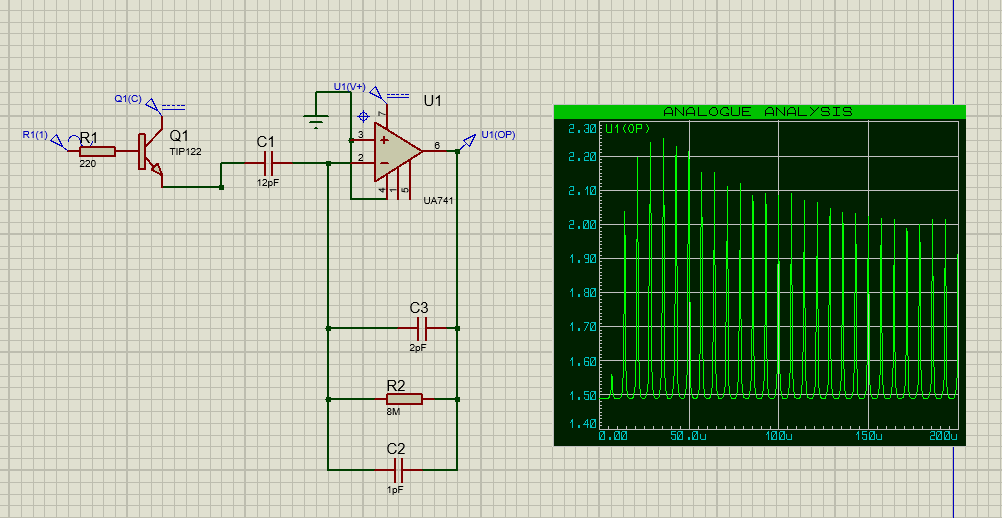 ANALOGUE ANALYSIS
U1(V+)
U1
Q1(C)
R1(1)
R1
220
Q1
TIP122
C1
12pF
7
3
2
6
4
1
5
U1(OP)
UA741
C3
2pF
R2
8M
C2
1pF
U1(OP)
2.30
2.20
2.10
2.00
1.90
1.80
1.70
1.60
1.50
1.40
0.00 50.0u 100u 150u 200u